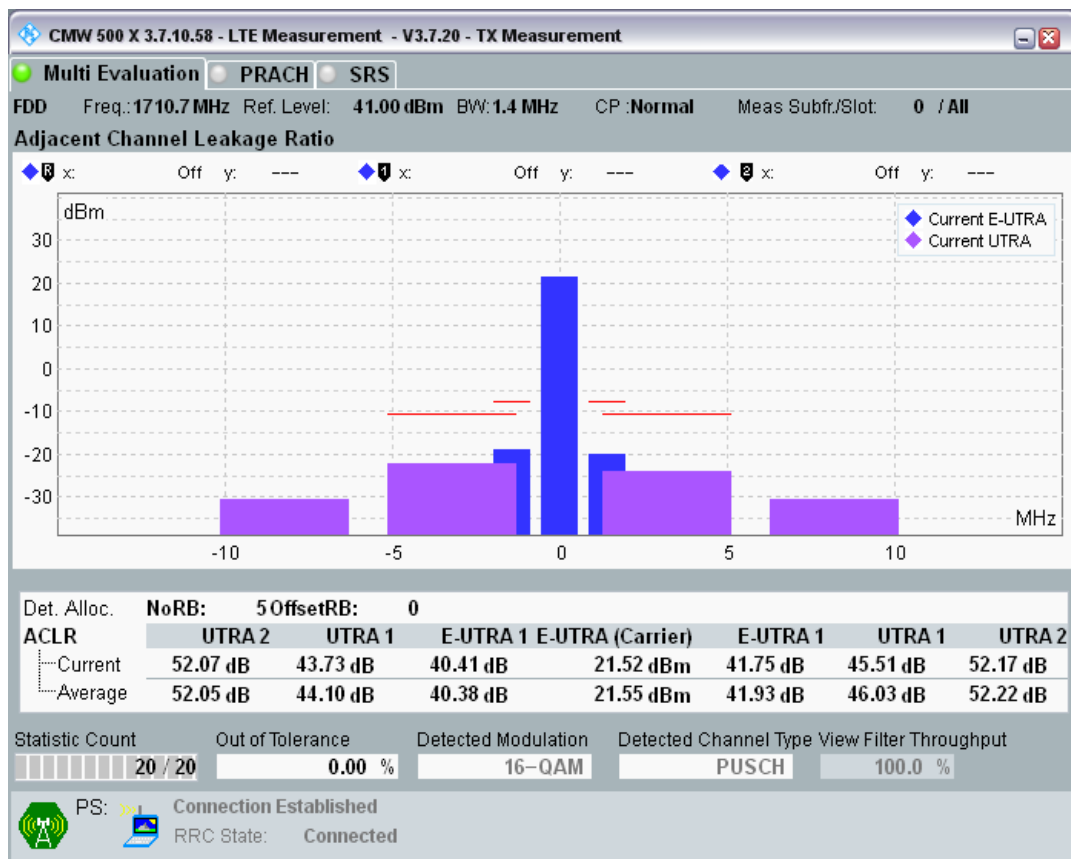 CMW 500 X 3.7.10.58 - LTE Measurement - V3.7.20 - TX Measurement
Multi Evaluation PRACH SRS
FDD Freq.:1710.7 MHz Ref. Level: 41.00 dBm BW:1.4 MHz CP :Normal Meas Subfr./Slot: 0 / All
Adjacent Channel Leakage Ratio
R x: Off y: --- 1 x: Off y: --- 2 x: Off y: ---
dBm
Current E-UTRA
Current UTRA
30
20
10
0
-10
-20
-30
MHz
-10 -5 0 5 10
Det. Alloc. NoRB: 5 OffsetRB: 0
ACLR UTRA 2 UTRA 1 E-UTRA 1 E-UTRA (Carrier) E-UTRA 1 UTRA 1 UTRA 2
Current 52.07 dB 43.73 dB 40.41 dB 21.52 dBm 41.75 dB 45.51 dB 52.17 dB
Average 52.05 dB 44.10 dB 40.38 dB 21.55 dBm 41.93 dB 46.03 dB 52.22 dB
Statistic Count Out of Tolerance Detected Modulation Detected Channel Type View Filter Throughput
20 / 20 0.00 % 16-QAM PUSCH 100.0 %
PS: Connection Established
RRC State: Connected